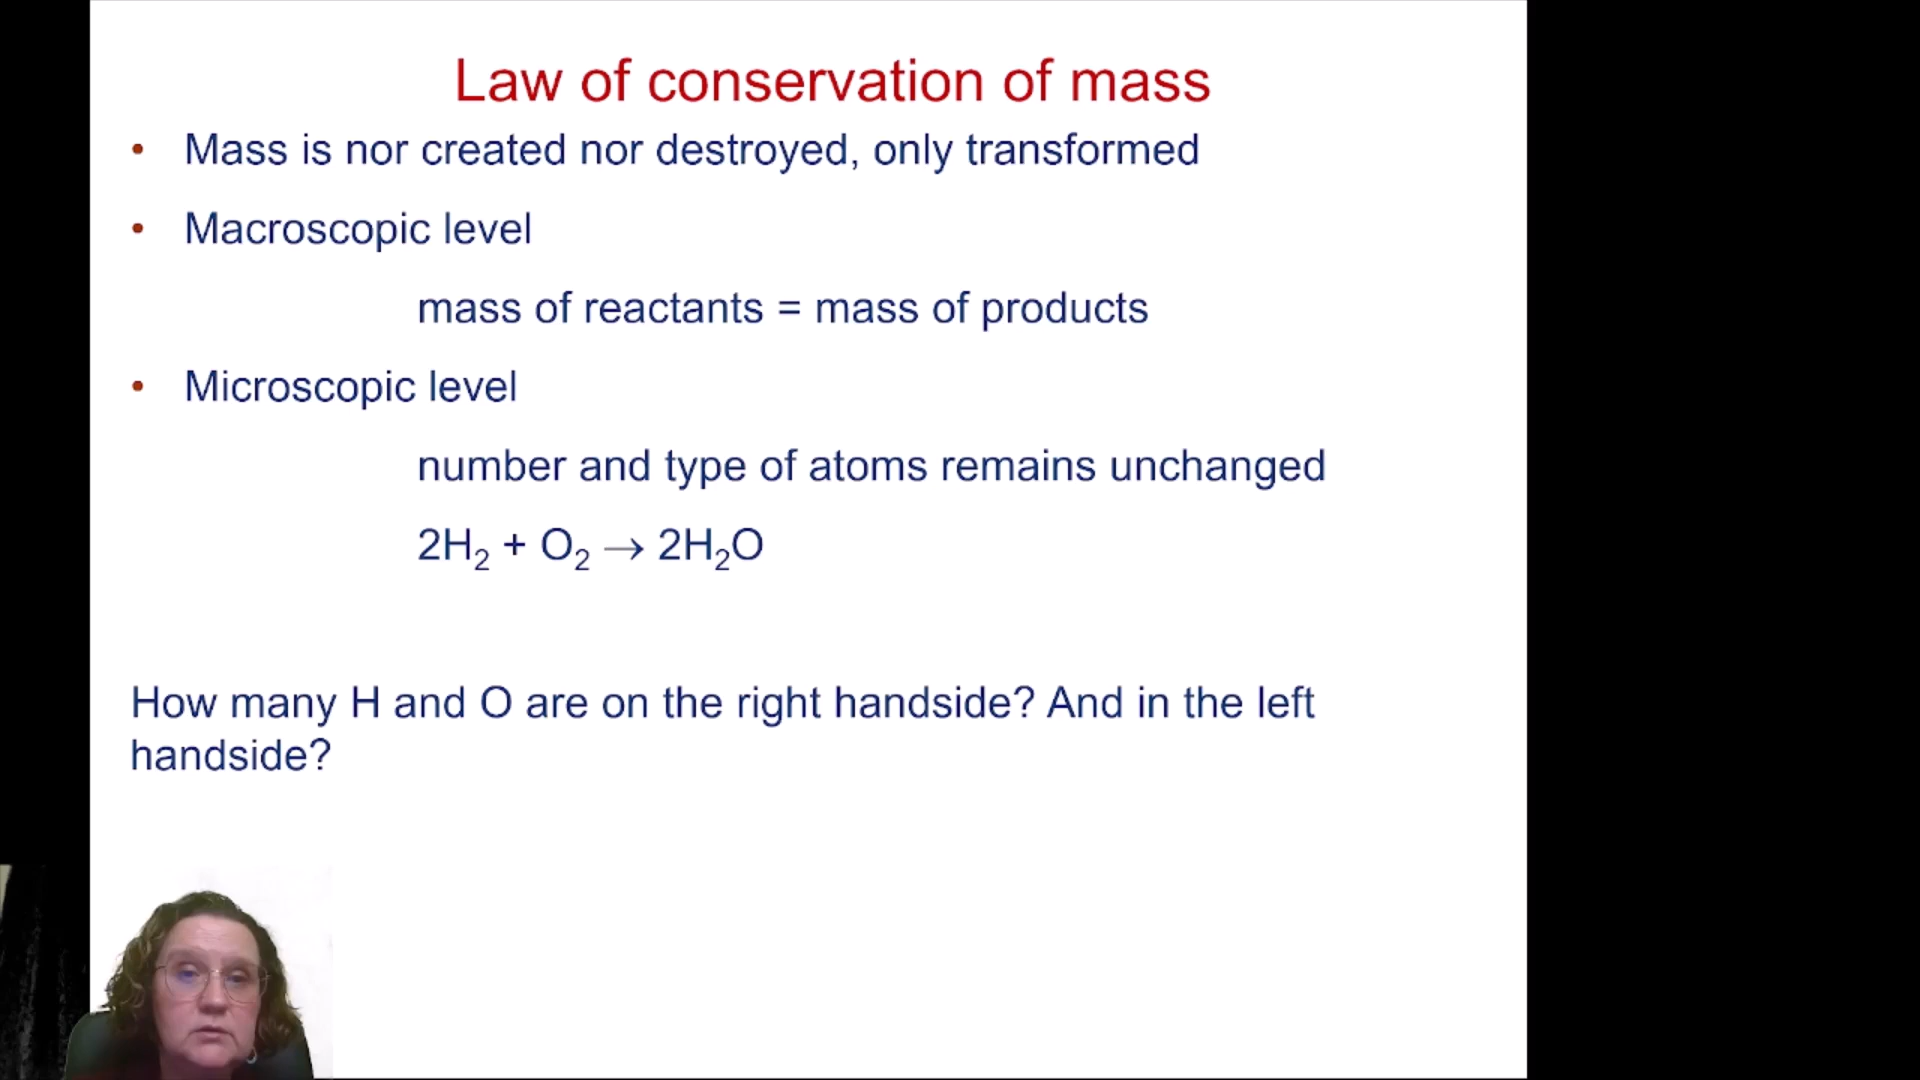 Law of conservation of mass
• Mass is nor created nor destroyed, only transformed
• Macroscopic level
mass of reactants = mass of products
• Microscopic level
number and type of atoms remains unchanged
2H₂ + O₂ → 2H₂O
How many H and O are on the right handside? And in the left
handside?